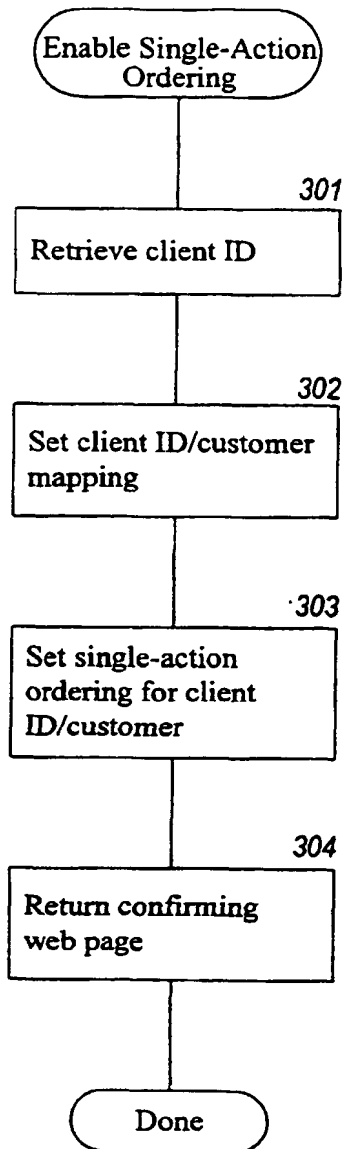 Enable Single-Action
Ordering
301
Retrieve client ID
302
Set client ID/customer
mapping
303
Set single-action
ordering for client
ID/customer
304
Return confirming
web page
Done